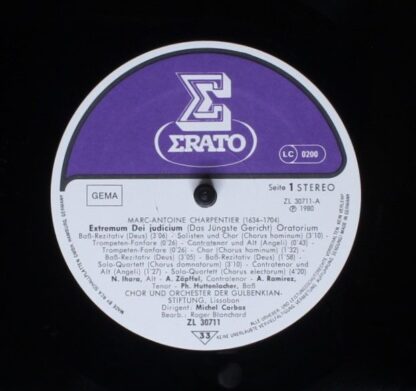 Σ
ΣRATO
LC 0200
GEMA
Seite 1 STEREO
ZL 30711-A
Ⓟ 1980
MARC-ANTOINE CHARPENTIER (1634–1704)
Extremum Dei judicium (Das Jüngste Gericht) Oratorium
Baß-Rezitativ (Deus) (3'06) - Solisten und Chor (Chorus hominum) (3'10) -
Trompeten-Fanfare (0'26) - Contratenor und Alt (Angeli) (0'43) -
Trompeten-Fanfare (0'26) - Chor (Chorus hominum) (1'32) -
Baß-Rezitativ (Deus) (3'05) - Baß-Rezitativ (Deus) (1'58) -
Solo-Quartett (Chorus damnatorum) (3'10) - Contratenor und
Alt (Angeli) (1'27) - Solo-Quartett (Chorus electorum) (4'20)
N. Ihara, Alt - A. Zäpffel, Contratenor - A. Ramirez,
Tenor - Ph. Huttenlocher, Baß
CHOR UND ORCHESTER DER GULBENKIAN-
STIFTUNG, Lissabon
Dirigent: Michel Corboz
Bearb.: Roger Blanchard
ZL 30711
33